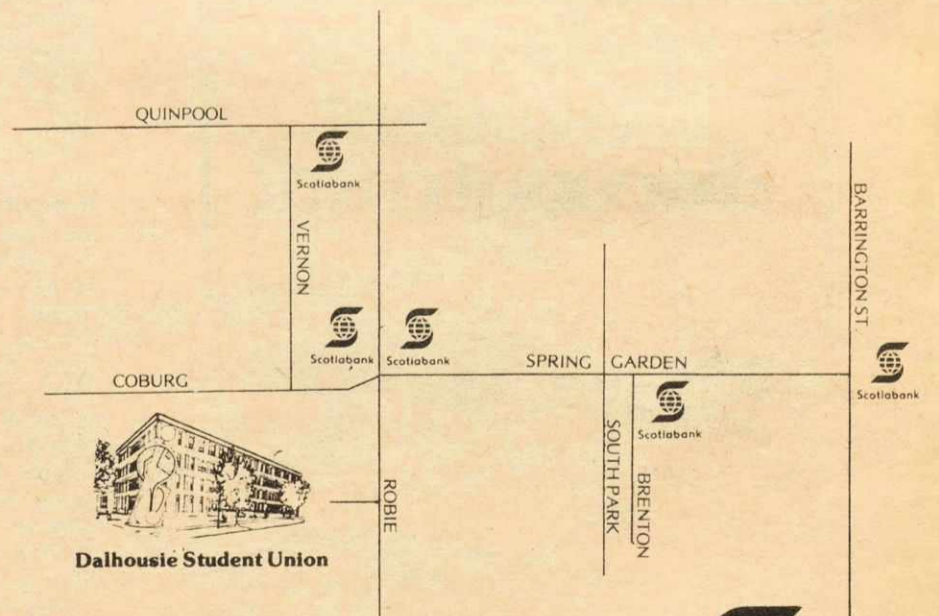 QUINPOOL
Scotiabank
VERNON
BARRINGTON ST.
Scotiabank
Scotiabank
SPRING GARDEN
Scotiabank
COBURG
Scotiabank
SOUTH PARK
BRENTON
ROBIE
Dalhousie Student Union